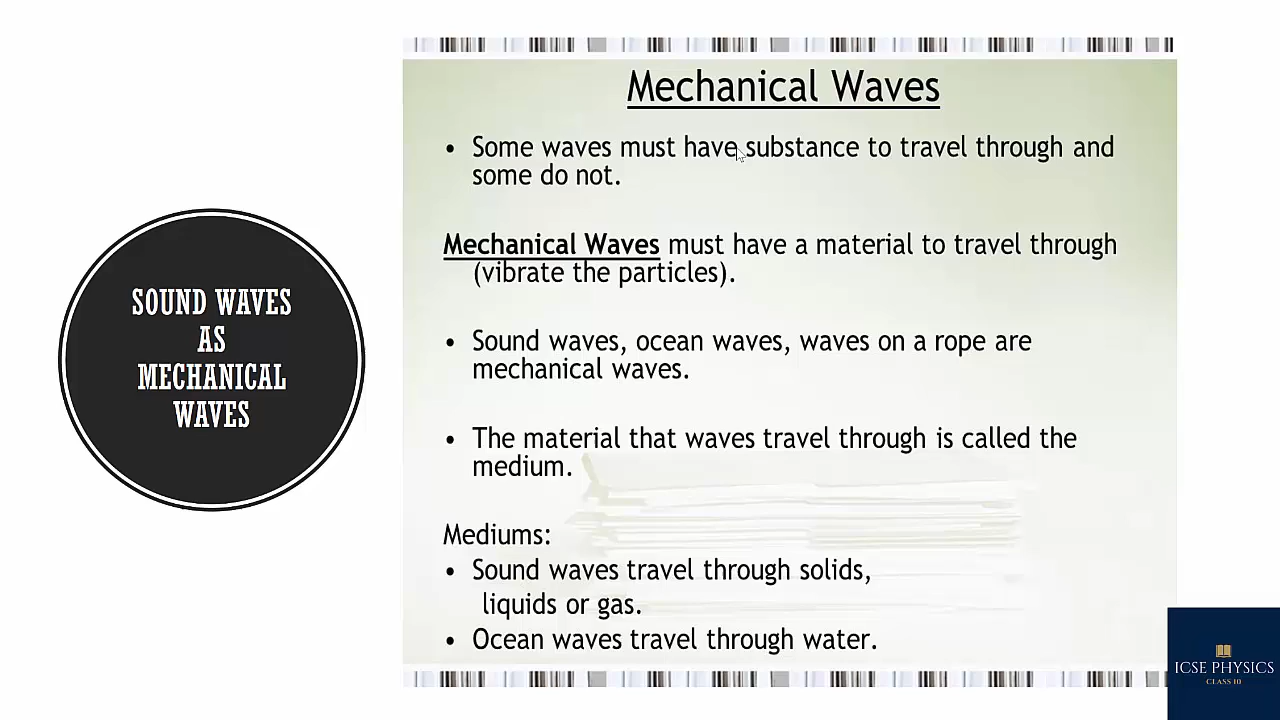 SOUND WAVES
AS
MECHANICAL
WAVES
Mechanical Waves
• Some waves must have substance to travel through and
some do not.
Mechanical Waves must have a material to travel through
(vibrate the particles).
• Sound waves, ocean waves, waves on a rope are
mechanical waves.
• The material that waves travel through is called the
medium.
Mediums:
• Sound waves travel through solids,
liquids or gas.
• Ocean waves travel through water.
ICSE PHYSICS
CLASS 10